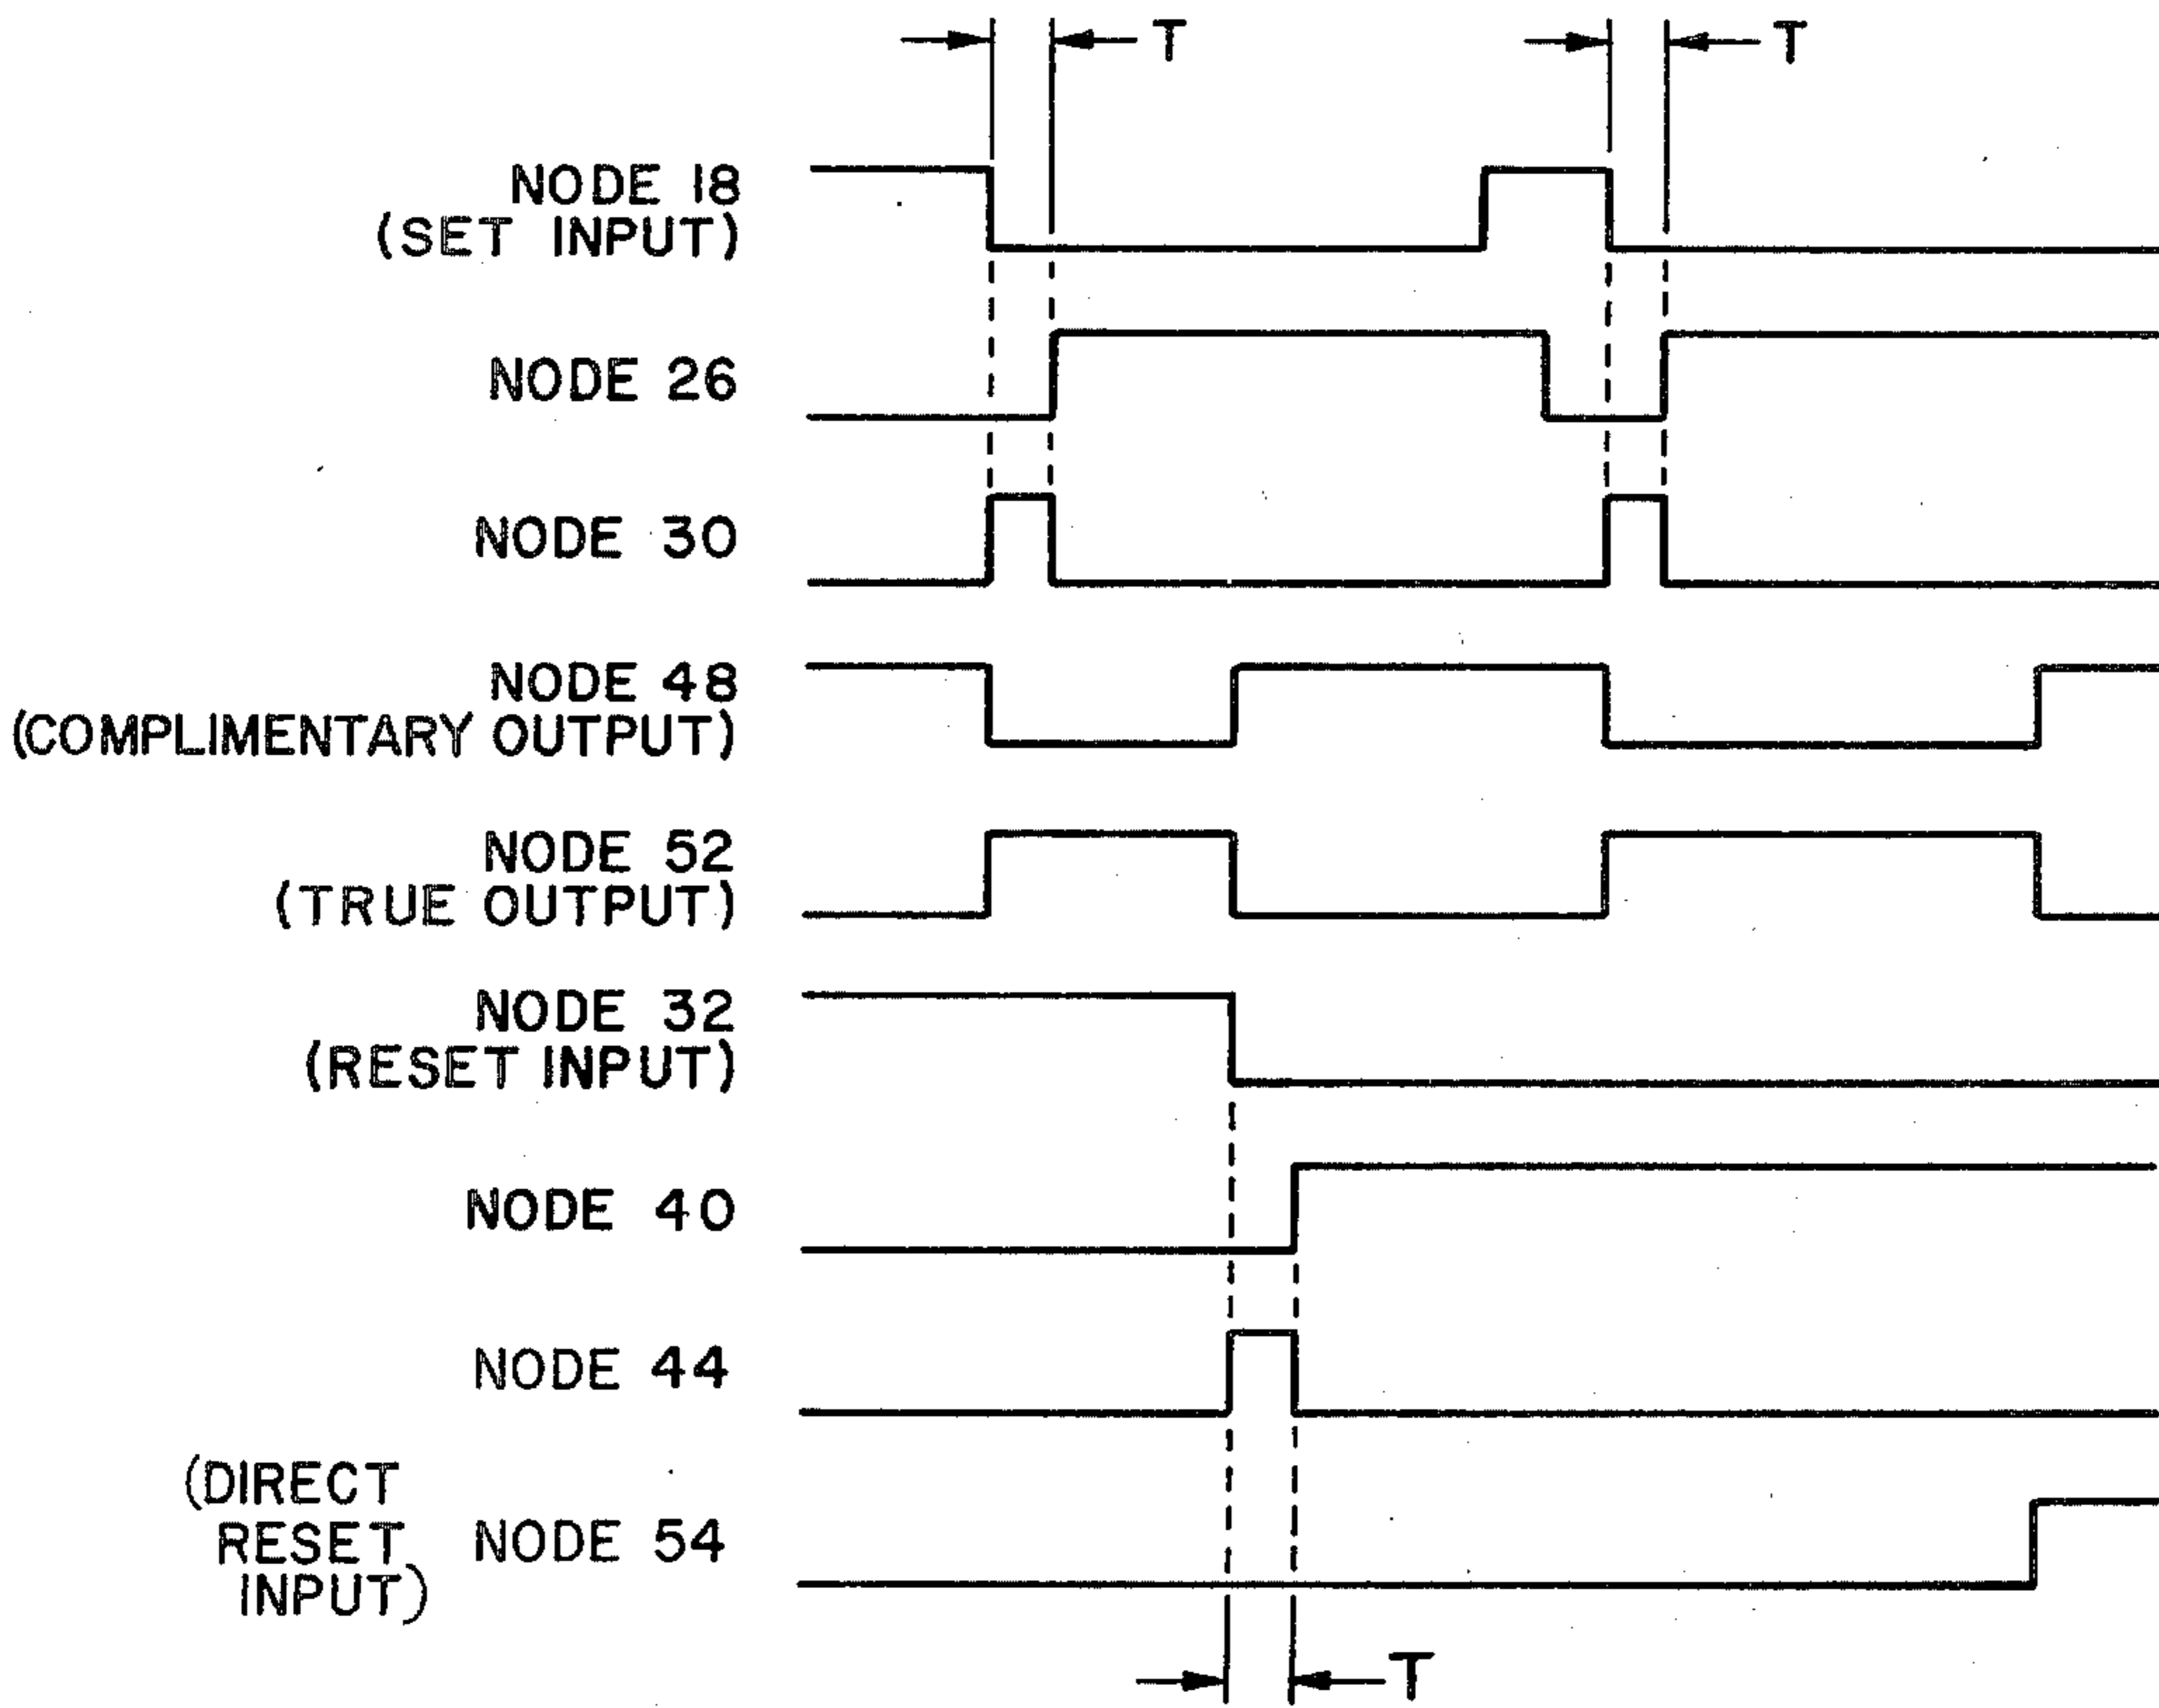 T
T
NODE 18
(SET INPUT)
NODE 26
NODE 30
NODE 48
(COMPLIMENTARY OUTPUT)
NODE 52
(TRUE OUTPUT)
NODE 32
(RESET INPUT)
NODE 40
NODE 44
(DIRECT
RESET NODE 54
INPUT)
T